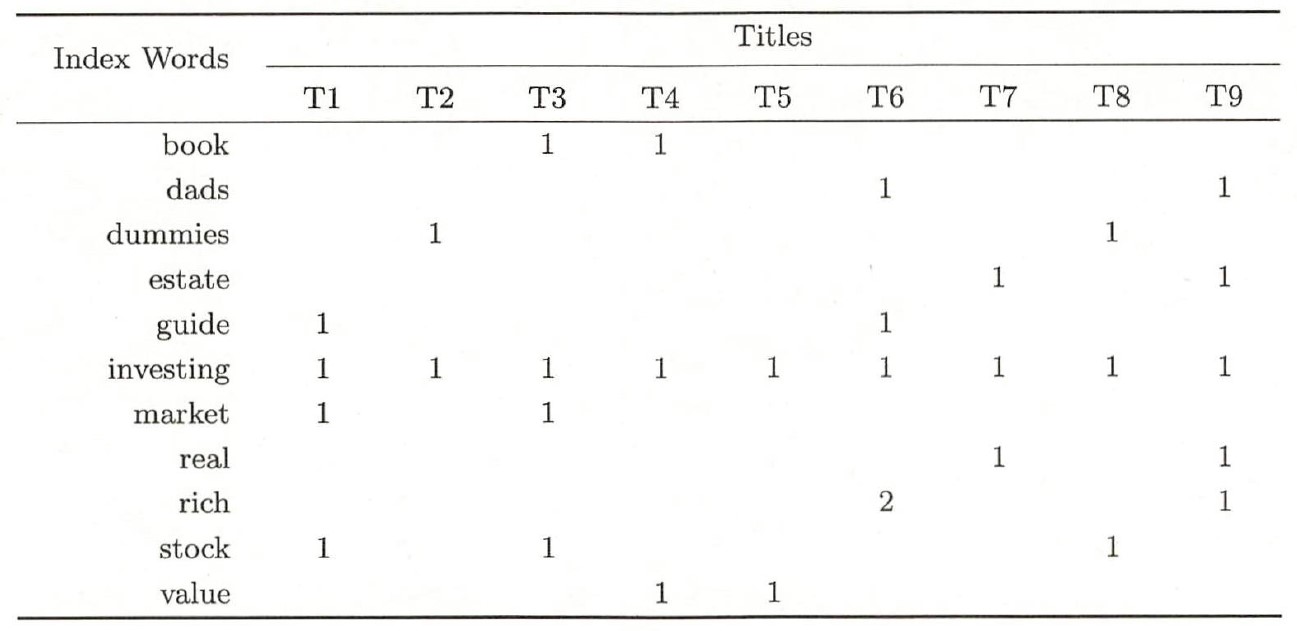 Titles
Index Words
T1 T2 T3 T4 T5 T6 T7 T8 T9
book 1 1
dads 1 1
dummies 1 1
estate 1 1
guide 1 1
investing 1 1 1 1 1 1 1 1 1
market 1 1
real 1 1
rich 2 1
stock 1 1 1
value 1 1